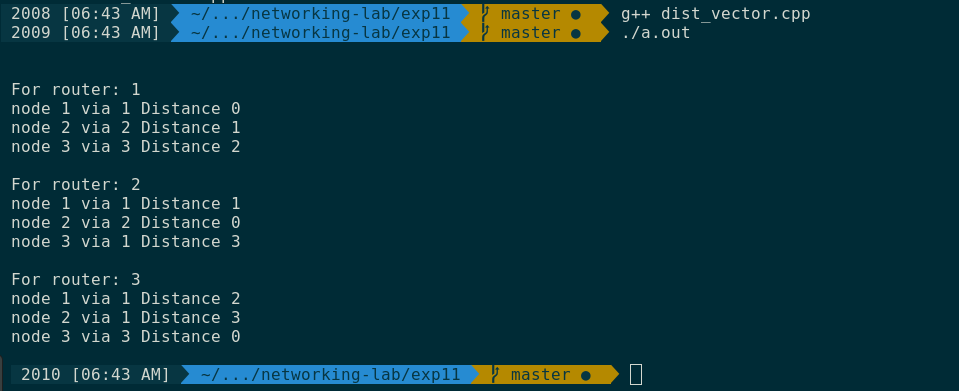 2008 [06:43 AM] ~/.../networking-lab/exp11 master ● g++ dist_vector.cpp
2009 [06:43 AM] ~/.../networking-lab/exp11 master ● ./a.out
For router: 1
node 1 via 1 Distance 0
node 2 via 2 Distance 1
node 3 via 3 Distance 2
For router: 2
node 1 via 1 Distance 1
node 2 via 2 Distance 0
node 3 via 1 Distance 3
For router: 3
node 1 via 1 Distance 2
node 2 via 1 Distance 3
node 3 via 3 Distance 0
2010 [06:43 AM] ~/.../networking-lab/exp11 master ●